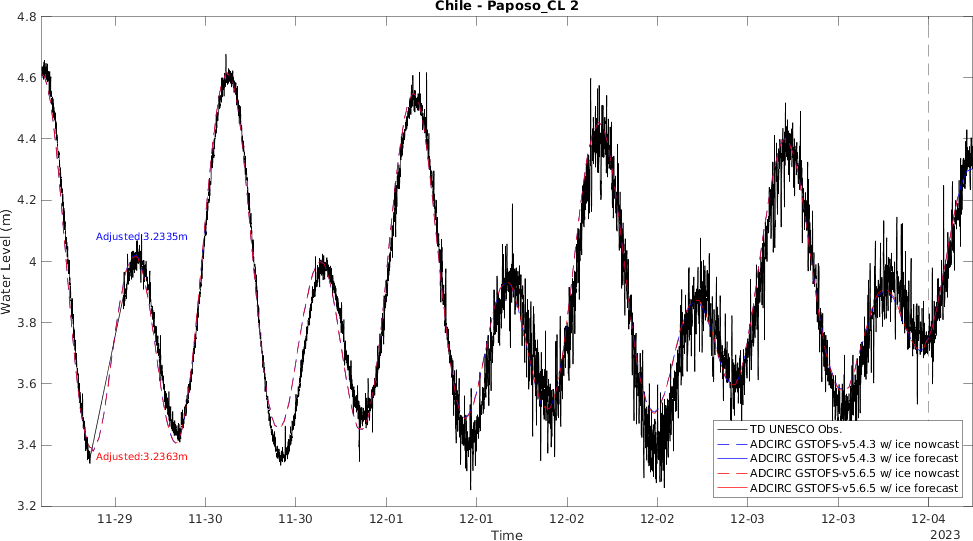 Chile - Paposo_CL 2
4.8
4.6
4.4
4.2
4
3.8
3.6
3.4
3.2
Water Level (m)
Adjusted:3.2335m
Adjusted:3.2363m
TD UNESCO Obs.
ADCIRC GSTOFS-v5.4.3 w/ ice nowcast
ADCIRC GSTOFS-v5.4.3 w/ ice forecast
ADCIRC GSTOFS-v5.6.5 w/ ice nowcast
ADCIRC GSTOFS-v5.6.5 w/ ice forecast
11-29 11-30 11-30 12-01 12-01 12-02 12-02 12-03 12-03 12-04
Time 2023